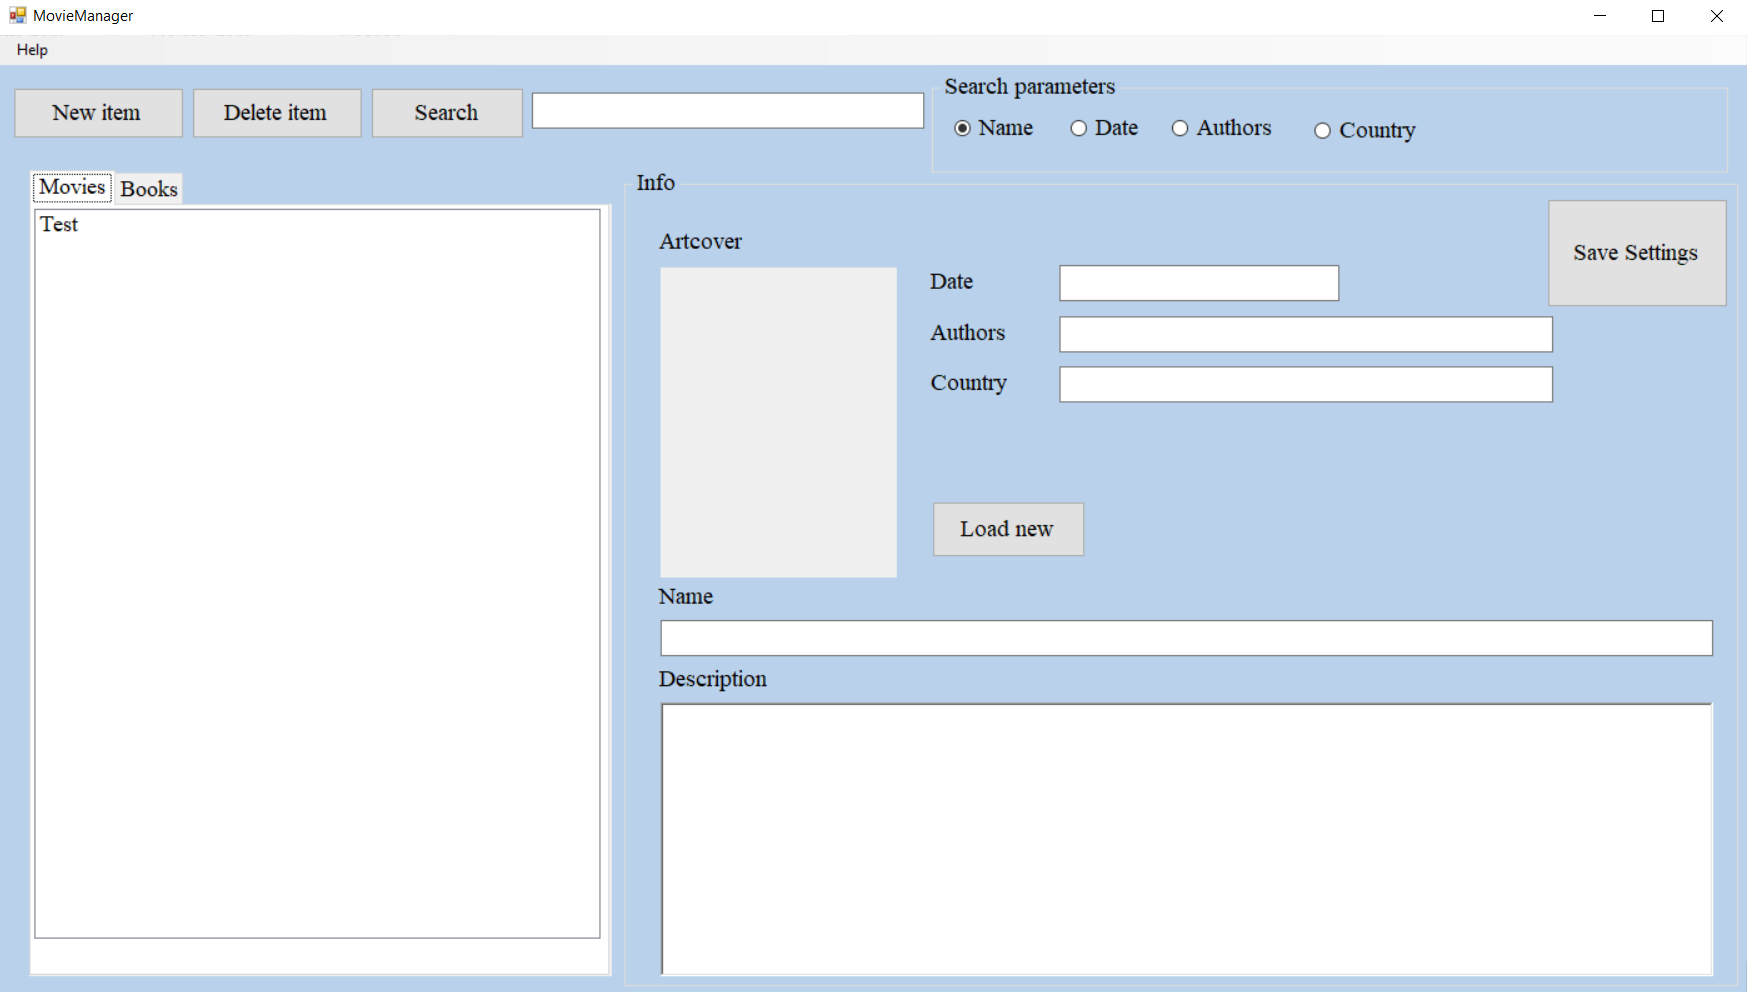 MovieManager
Help
New item
Delete item
Search
Search parameters
Name
Date
Authors
Country
Movies
Books
Test
Info
Artcover
Save Settings
Date
Authors
Country
Load new
Name
Description